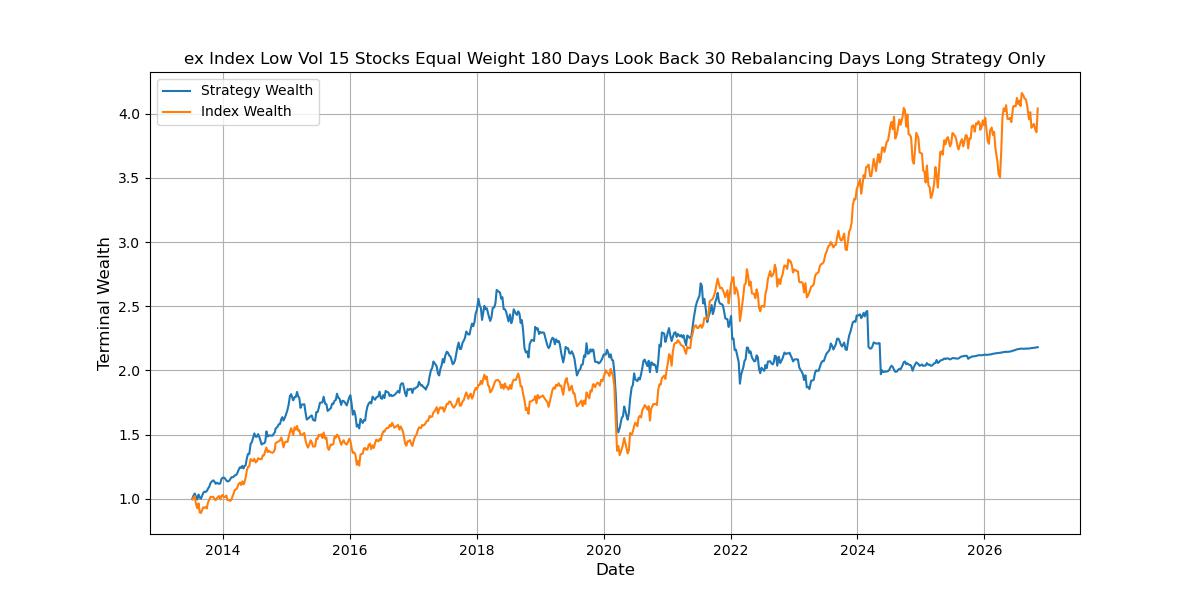 ex Index Low Vol 15 Stocks Equal Weight 180 Days Look Back 30 Rebalancing Days Long Strategy Only
Strategy Wealth
Index Wealth
Terminal Wealth
4.0
3.5
3.0
2.5
2.0
1.5
1.0
2014 2016 2018 2020 2022 2024 2026
Date